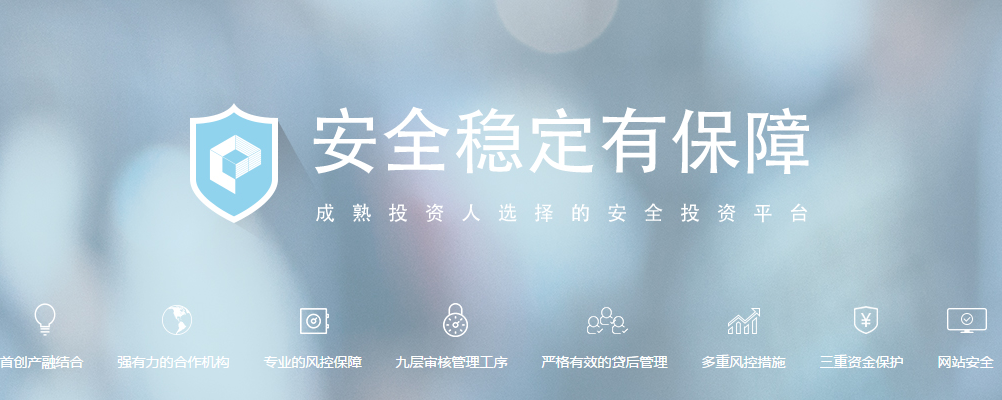 安全稳定有保障
成熟投资人选择的安全投资平台
首创产融结合
强有力的合作机构
专业的风控保障
九层审核管理工序
严格有效的贷后管理
多重风控措施
三重资金保护
网站安全